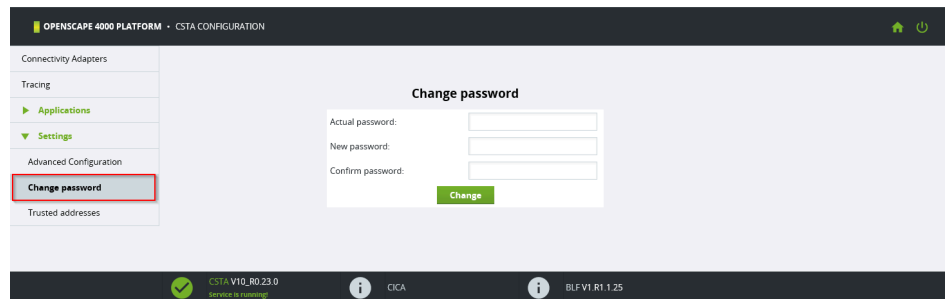 OPENSCAPE 4000 PLATFORM • CSTA CONFIGURATION
Connectivity Adapters
Tracing
Applications
Settings
Advanced Configuration
Change password
Trusted addresses
Change password
Actual password:
New password:
Confirm password:
Change
CSTA V10_R0.23.0
Service is running!
CICA
BLF V1.R1.1.25